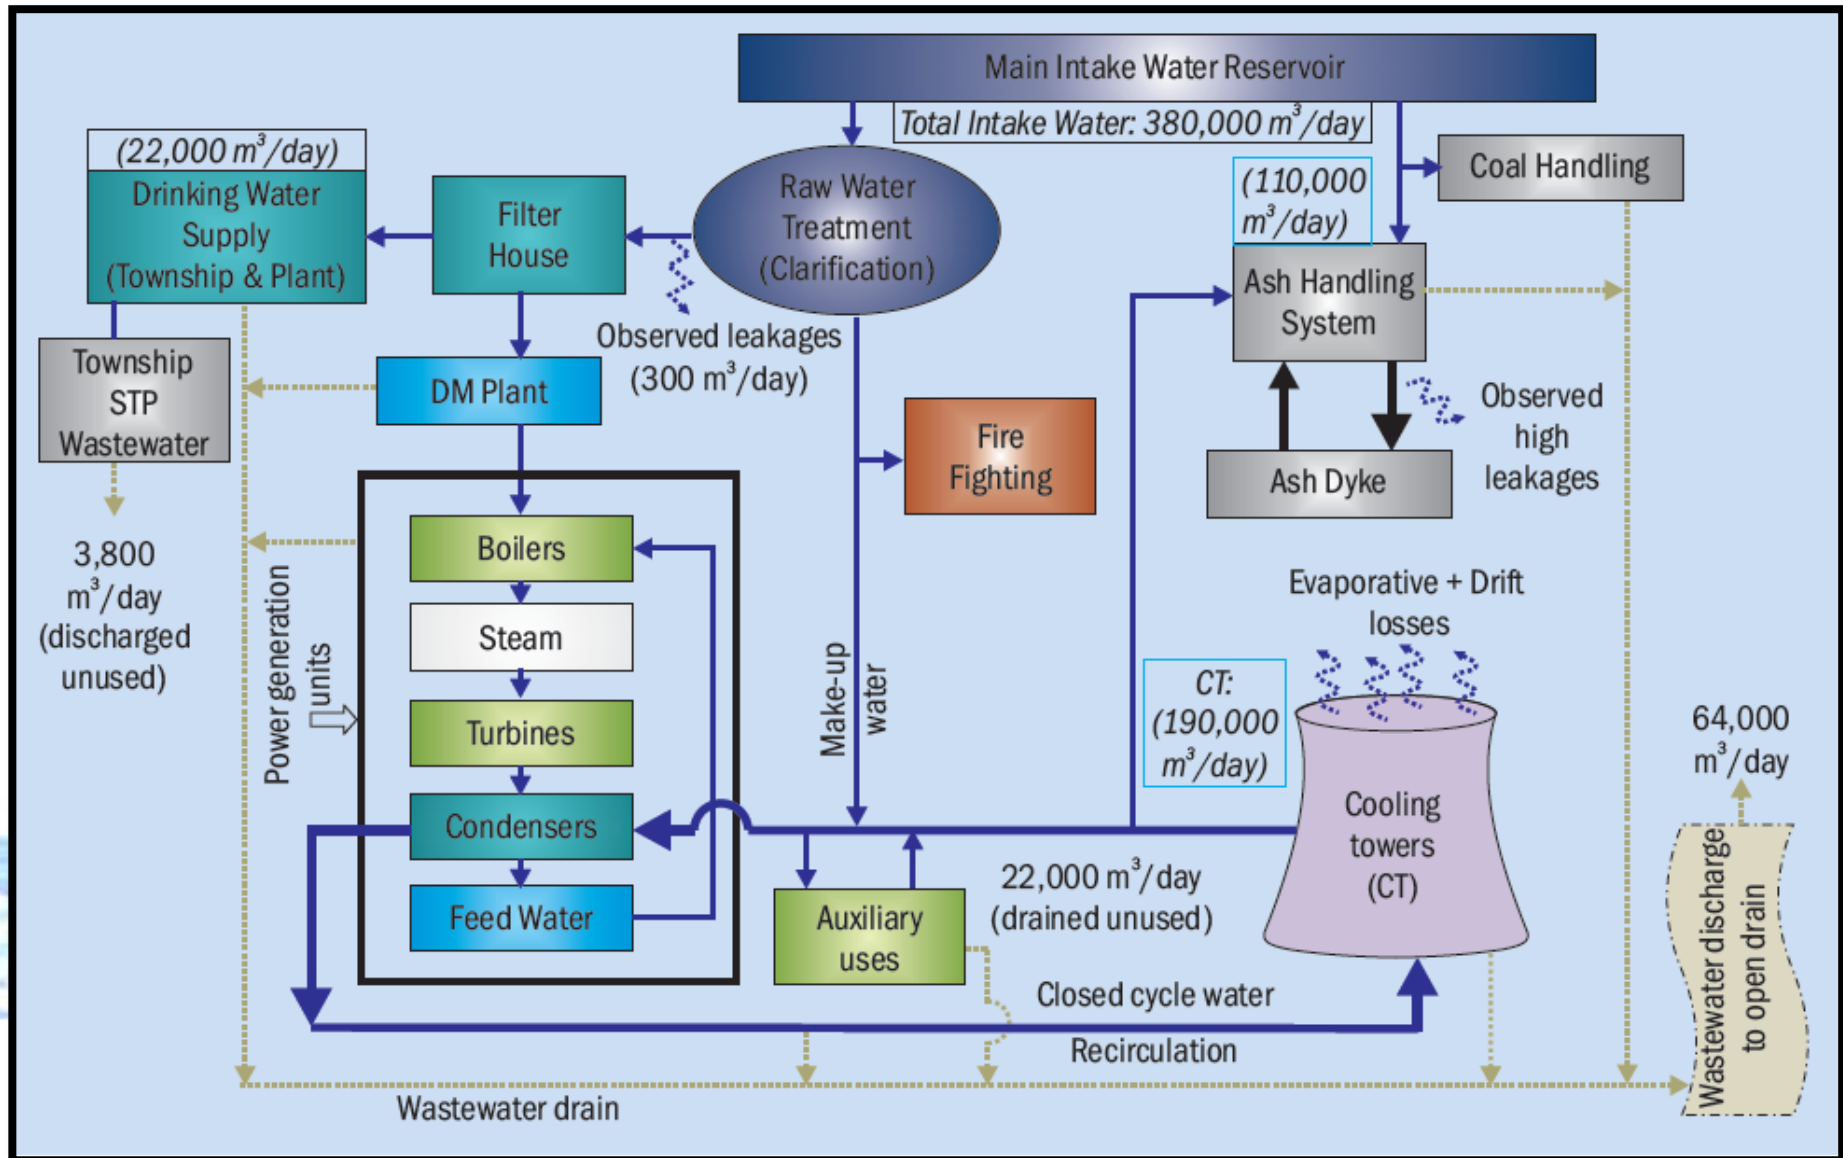 Main Intake Water Reservoir
Total Intake Water: 380,000 m³/day
(22,000 m³/day)
Drinking Water
Supply
(Township & Plant)
Filter
House
Raw Water
Treatment
(Clarification)
(110,000
m³/day)
Coal Handling
Ash Handling
System
Township
STP
Wastewater
DM Plant
Observed leakages
(300 m³/day)
Fire
Fighting
Observed
high
leakages
Ash Dyke
3,800
m³/day
(discharged
unused)
Power generation
units
Boilers
Steam
Turbines
Condensers
Feed Water
Make-up
water
Evaporative + Drift
losses
CT:
(190,000
m³/day)
Cooling
towers
(CT)
64,000
m³/day
Auxiliary
uses
22,000 m³/day
(drained unused)
Closed cycle water
Recirculation
Wastewater discharge
to open drain
Wastewater drain